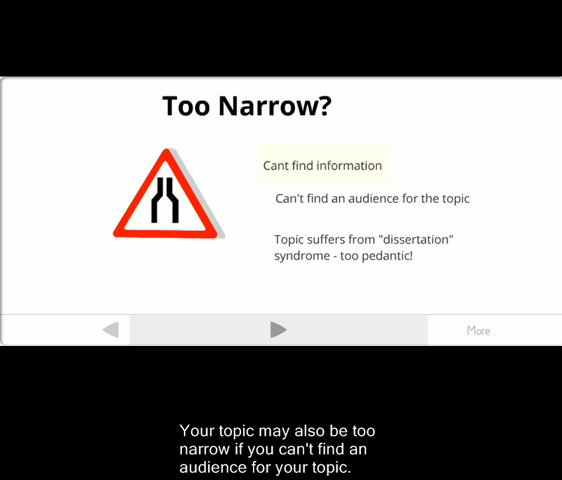 Too Narrow?
Cant find information
Can't find an audience for the topic
Topic suffers from "dissertation"
syndrome - too pedantic!
More
Your topic may also be too
narrow if you can't find an
audience for your topic.